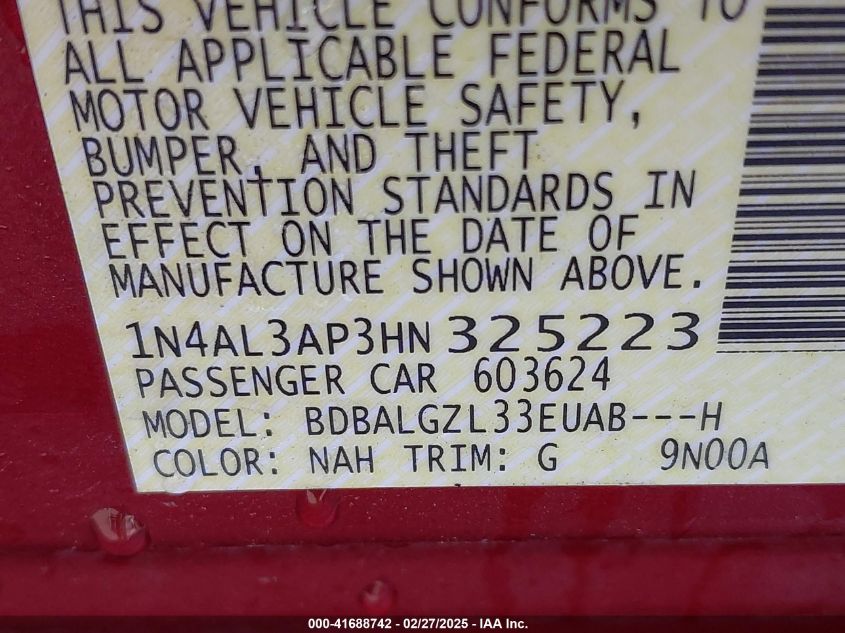 THIS VEHICLE CONFORMS TO
ALL APPLICABLE FEDERAL
MOTOR VEHICLE SAFETY,
BUMPER, AND THEFT
PREVENTION STANDARDS IN
EFFECT ON THE DATE OF
MANUFACTURE SHOWN ABOVE.
1N4AL3AP3HN 325223
PASSENGER CAR 603624
MODEL: BDBALGZL33EUAB---H
COLOR: NAH TRIM: G 9N00A
000-41688742 - 02/27/2025 - IAA Inc.